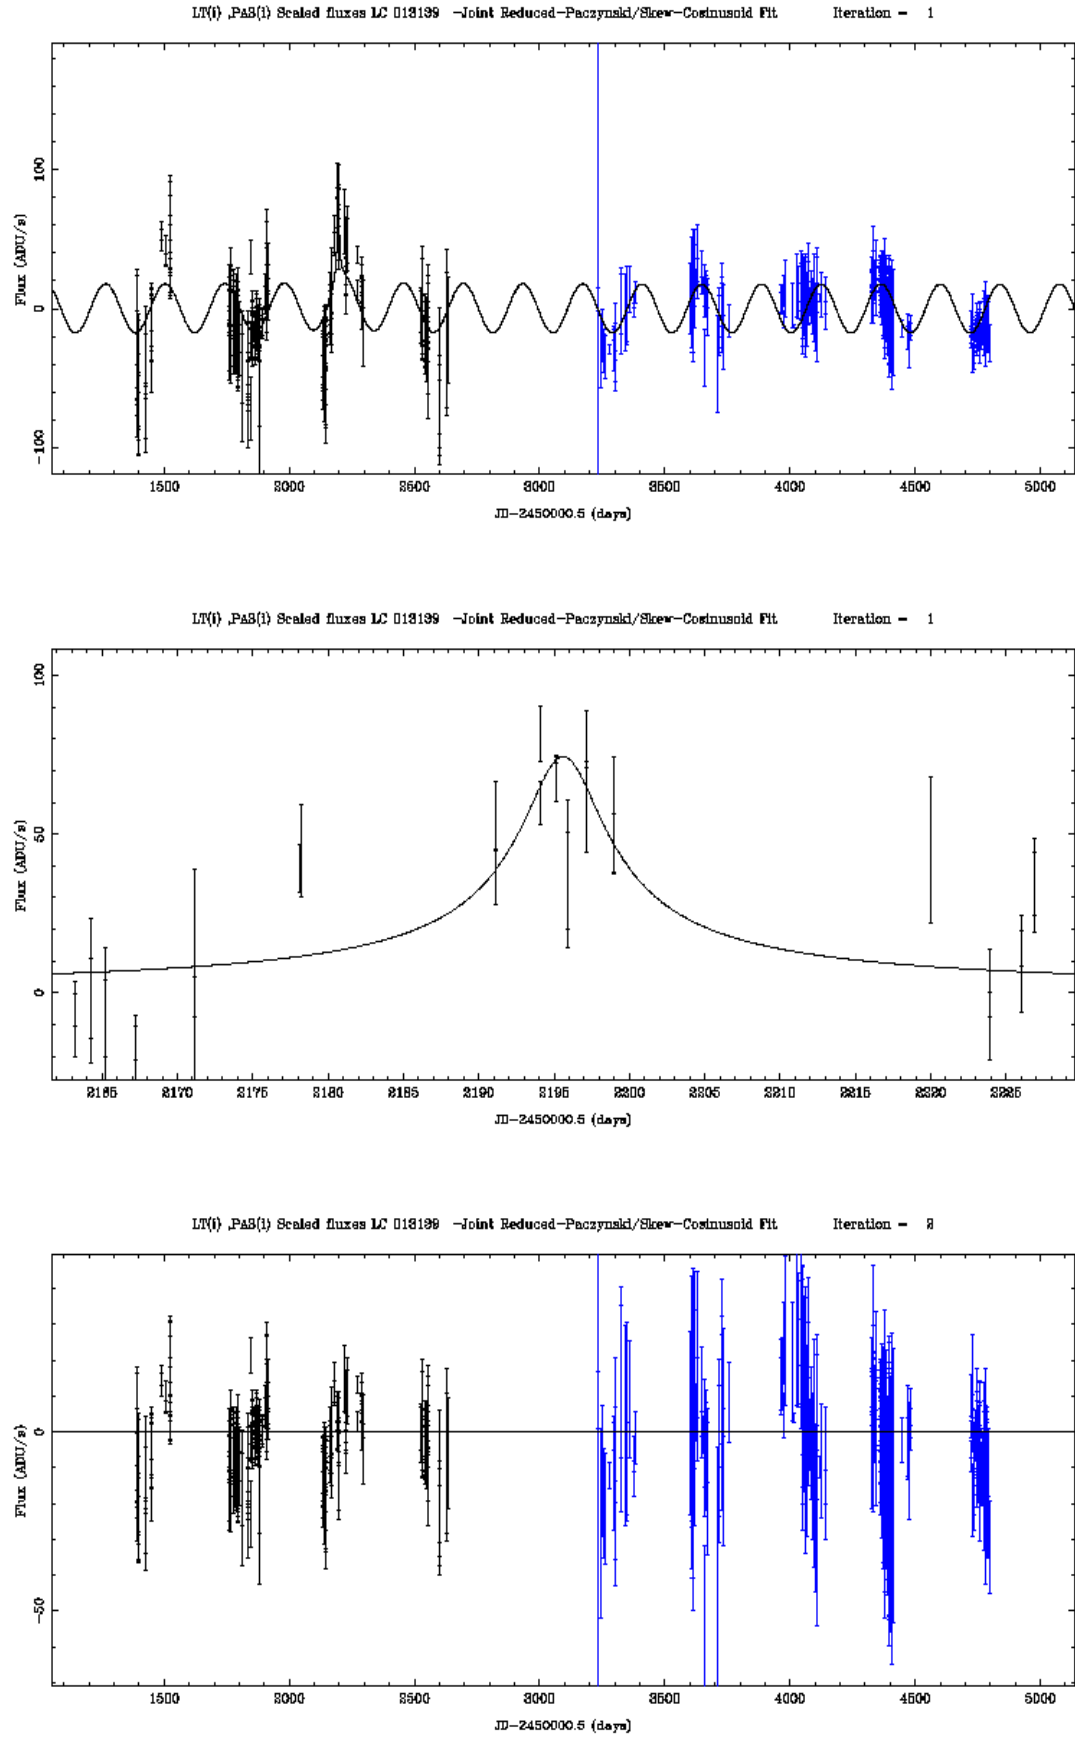 LT(i) ,PAS(i) Scaled fluxes LC 013139 -Joint Reduced-Paczynski/Skew-Cosinusoid Fit Iteration = 1
Flux (ADU/s)
100
0
-100
1500 2000 2500 3000 3500 4000 4500 5000
JD-2450000.5 (days)
LT(i) ,PAS(i) Scaled fluxes LC 013139 -Joint Reduced-Paczynski/Skew-Cosinusoid Fit Iteration = 1
Flux (ADU/s)
100
50
0
2165 2170 2175 2180 2185 2190 2195 2200 2205 2210 2215 2220 2225
JD-2450000.5 (days)
LT(i) ,PAS(i) Scaled fluxes LC 013139 -Joint Reduced-Paczynski/Skew-Cosinusoid Fit Iteration = 2
Flux (ADU/s)
0
-50
1500 2000 2500 3000 3500 4000 4500 5000
JD-2450000.5 (days)